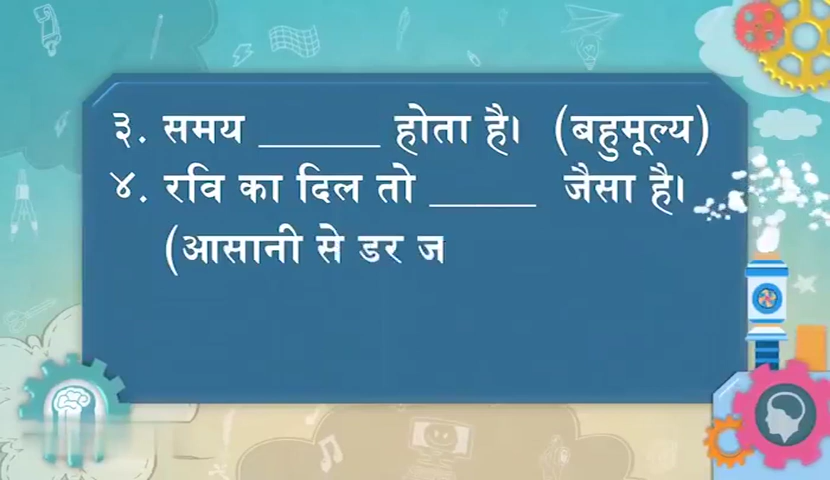 ३. समय ______ होता है। (बहुमूल्य)
४. रवि का दिल तो _____ जैसा है।
(आसानी से डर ज